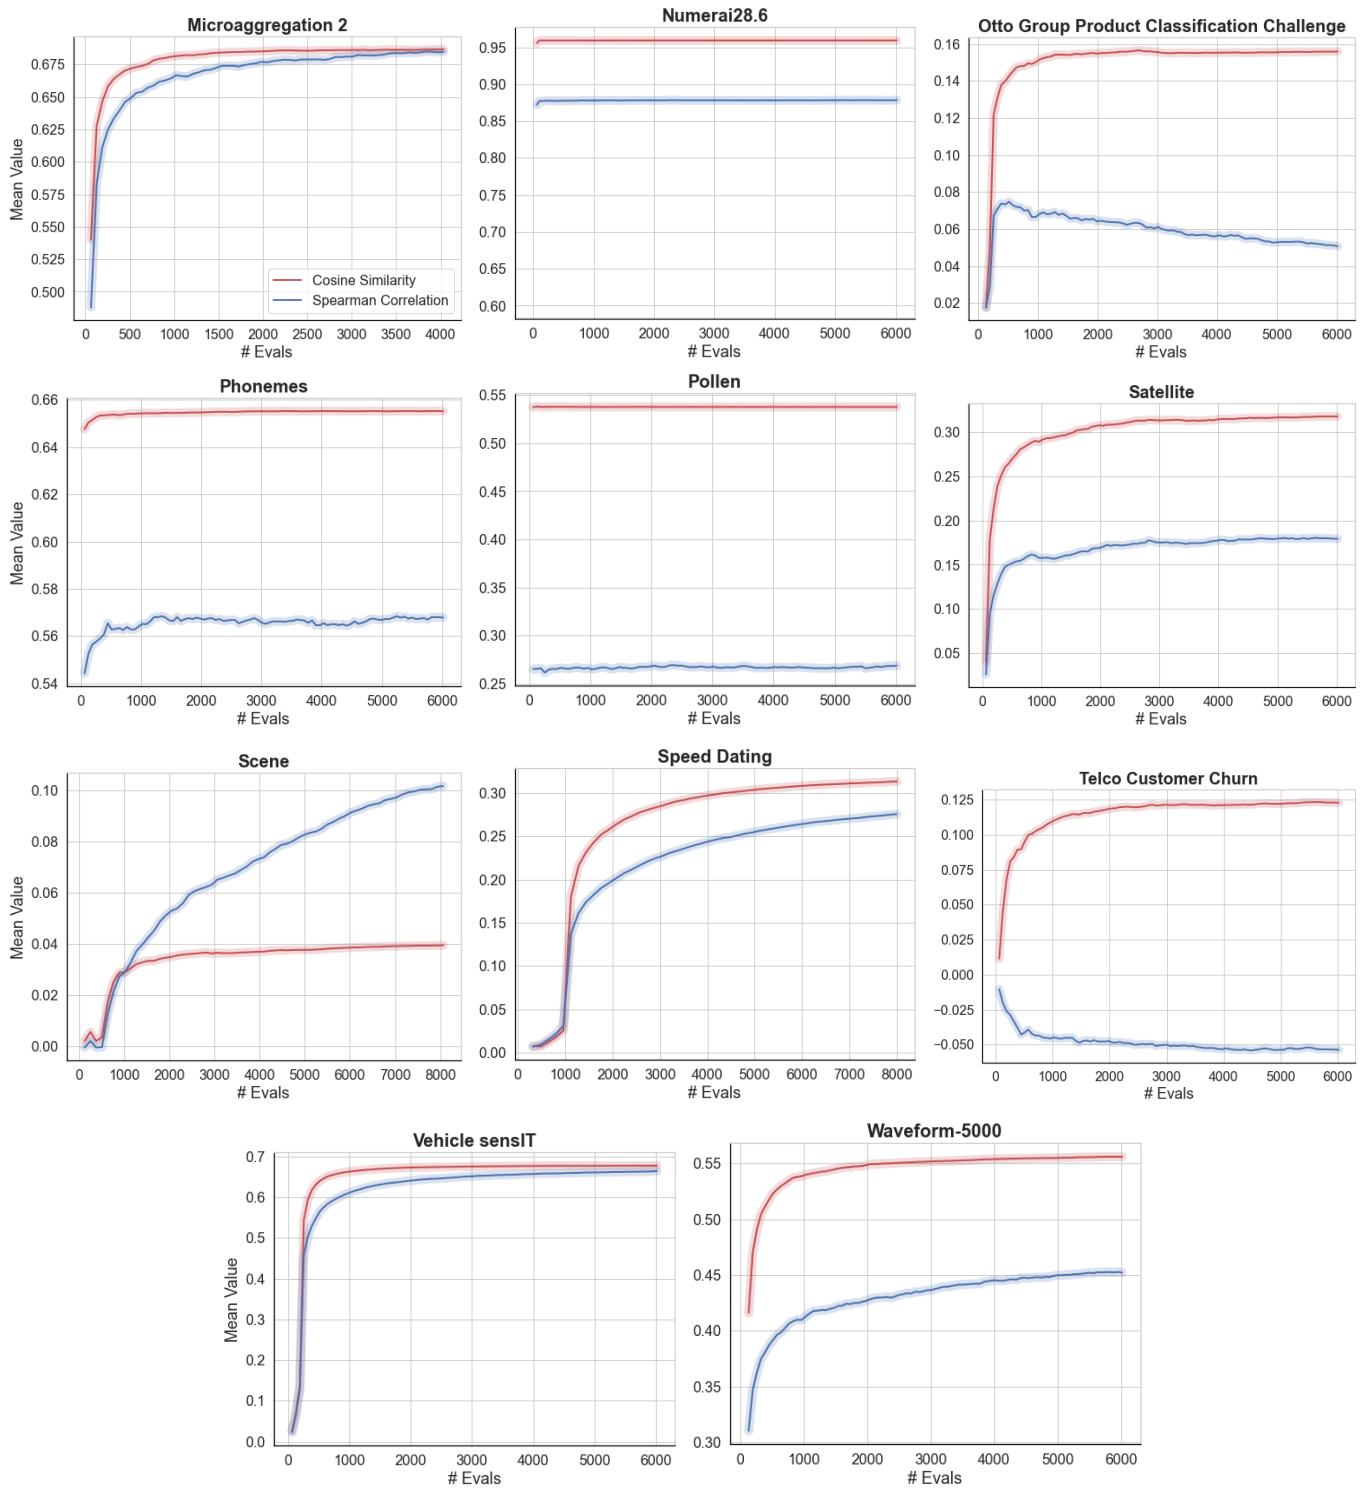 Microaggregation 2
Mean Value
0.675
0.650
0.625
0.600
0.575
0.550
0.525
0.500
Cosine Similarity
Spearman Correlation
0 500 1000 1500 2000 2500 3000 3500 4000
# Evals
Numerai28.6
0.95
0.90
0.85
0.80
0.75
0.70
0.65
0.60
0 1000 2000 3000 4000 5000 6000
# Evals
Otto Group Product Classification Challenge
0.16
0.14
0.12
0.10
0.08
0.06
0.04
0.02
0 1000 2000 3000 4000 5000 6000
# Evals
Phonemes
Mean Value
0.66
0.64
0.62
0.60
0.58
0.56
0.54
0 1000 2000 3000 4000 5000 6000
# Evals
Pollen
0.55
0.50
0.45
0.40
0.35
0.30
0.25
0 1000 2000 3000 4000 5000 6000
# Evals
Satellite
0.30
0.25
0.20
0.15
0.10
0.05
0 1000 2000 3000 4000 5000 6000
# Evals
Scene
Mean Value
0.10
0.08
0.06
0.04
0.02
0.00
0 1000 2000 3000 4000 5000 6000 7000 8000
# Evals
Speed Dating
0.30
0.25
0.20
0.15
0.10
0.05
0.00
0 1000 2000 3000 4000 5000 6000 7000 8000
# Evals
Telco Customer Churn
0.125
0.100
0.075
0.050
0.025
0.000
−0.025
−0.050
0 1000 2000 3000 4000 5000 6000
# Evals
Vehicle sensIT
Mean Value
0.7
0.6
0.5
0.4
0.3
0.2
0.1
0.0
0 1000 2000 3000 4000 5000 6000
# Evals
Waveform-5000
0.55
0.50
0.45
0.40
0.35
0.30
0 1000 2000 3000 4000 5000 6000
# Evals